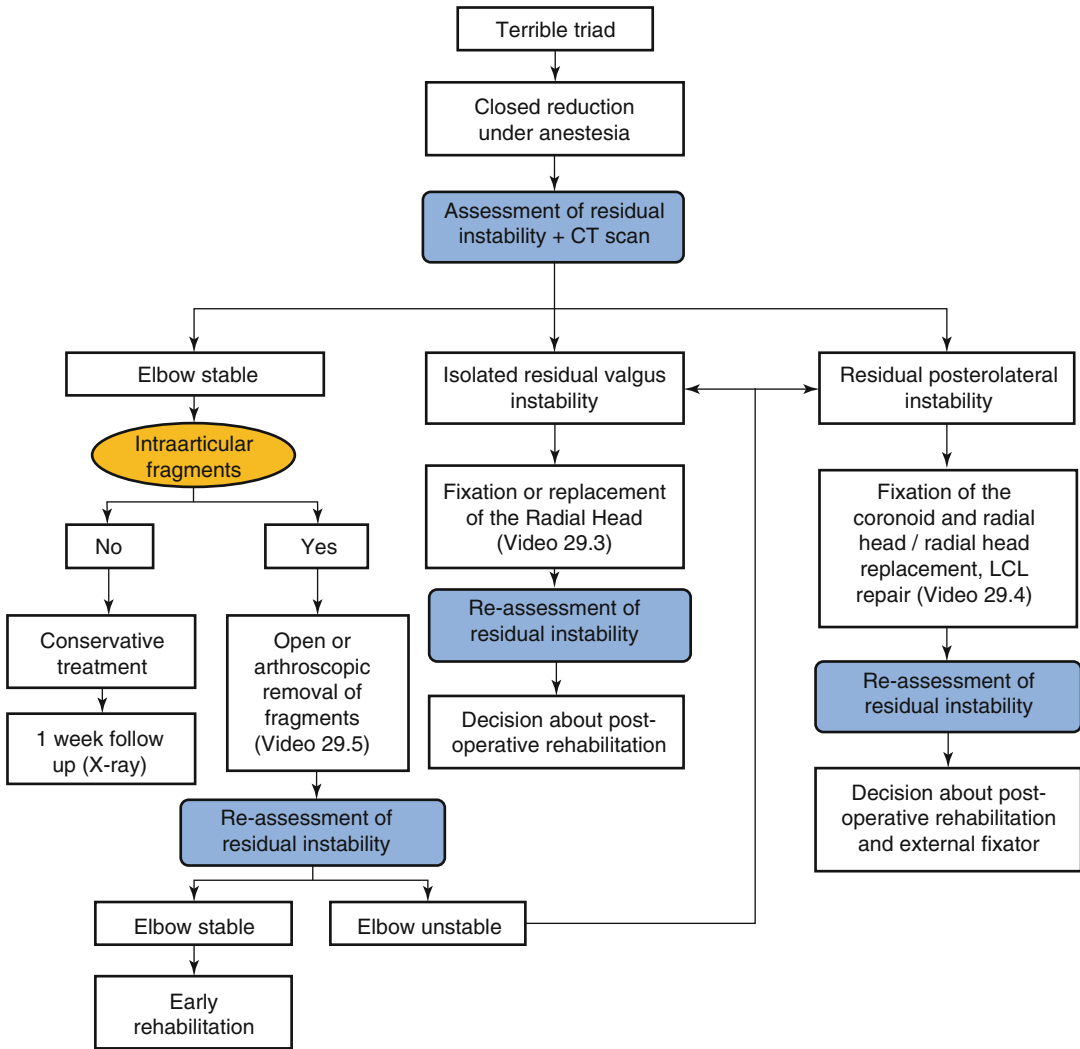 Terrible triad
Closed reduction
under anestesia
Assessment of residual
instability + CT scan
Elbow stable
Intraarticular
fragments
No
Yes
Conservative
treatment
1 week follow
up (X-ray)
Open or
arthroscopic
removal of
fragments
(Video 29.5)
Re-assessment of
residual instability
Elbow stable
Elbow unstable
Early
rehabilitation
Isolated residual valgus
instability
Fixation or replacement
of the Radial Head
(Video 29.3)
Re-assessment of
residual instability
Decision about post-
operative rehabilitation
Residual posterolateral
instability
Fixation of the
coronoid and radial
head / radial head
replacement, LCL
repair (Video 29.4)
Re-assessment of
residual instability
Decision about post-
operative rehabilitation
and external fixator